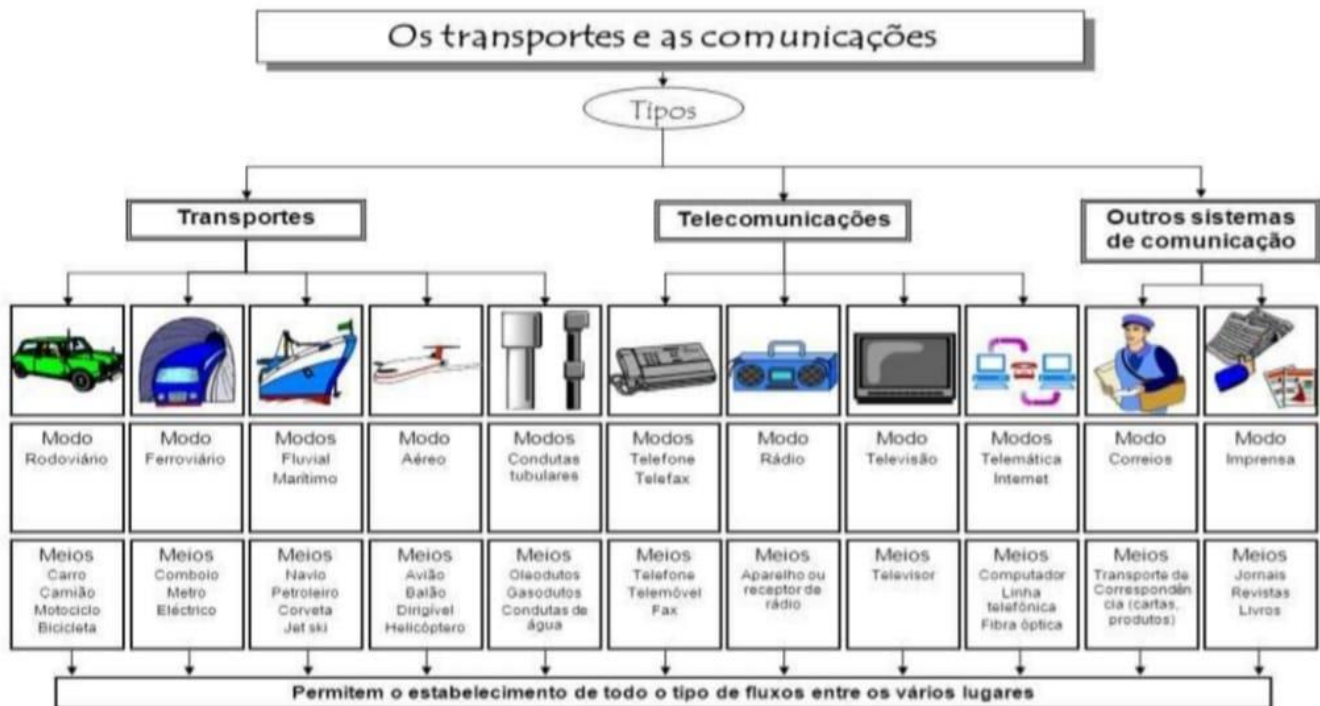 Os transportes e as comunicações
Tipos
Transportes
Telecomunicações
Outros sistemas
de comunicação
Modo
Rodoviário
Modo
Ferroviário
Modos
Fluvial
Marítimo
Modo
Aéreo
Modos
Condutas
tubulares
Modos
Telefone
Telefax
Modo
Rádio
Modo
Televisão
Modos
Telemática
Internet
Modo
Correios
Modo
Imprensa
Meios
Carro
Camião
Motociclo
Bicicleta
Meios
Comboio
Metro
Eléctrico
Meios
Navio
Petroleiro
Corveta
Jet ski
Meios
Avião
Balão
Dirigível
Helicóptero
Meios
Oleodutos
Gasodutos
Condutas de
água
Meios
Telefone
Telemóvel
Fax
Meios
Aparelho ou
receptor de
rádio
Meios
Televisor
Meios
Computador
Linha
telefónica
Fibra óptica
Meios
Transporte de
Correspondên
cia (cartas,
produtos)
Meios
Jornais
Revistas
Livros
Permitem o estabelecimento de todo o tipo de fluxos entre os vários lugares